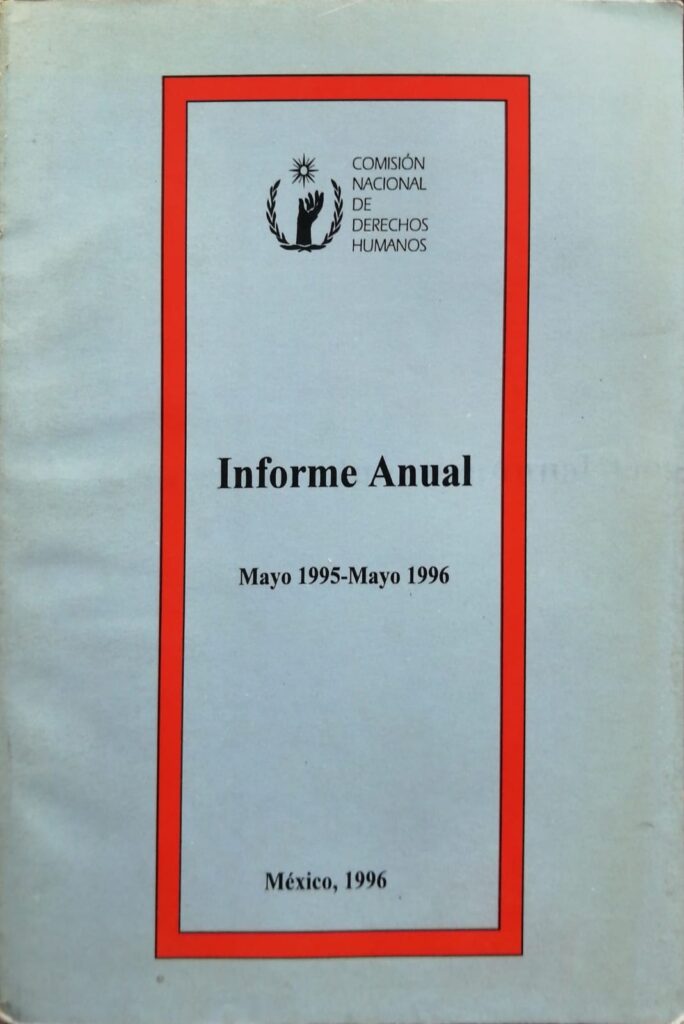 COMISIÓN
NACIONAL
DE
DERECHOS
HUMANOS
Informe Anual
Mayo 1995-Mayo 1996
México, 1996